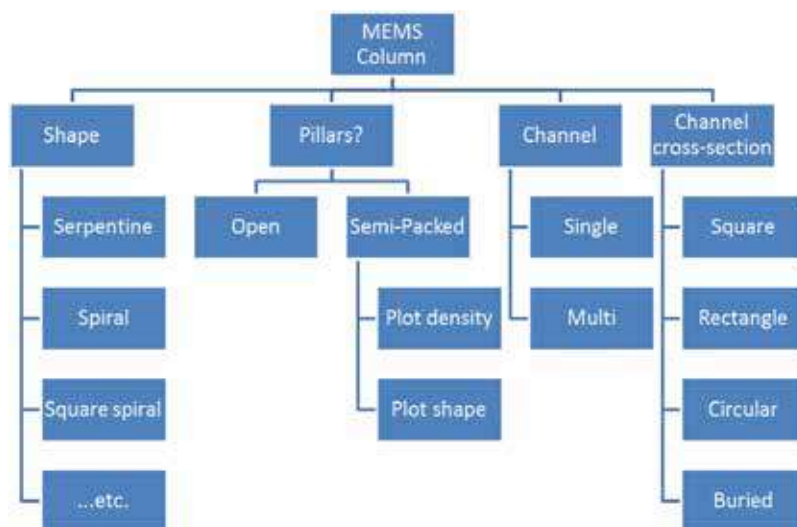 MEMS
Column
Shape
Pillars?
Channel
Channel
cross-section
Serpentine
Open
Semi-Packed
Single
Square
Spiral
Plot density
Multi
Rectangle
Square spiral
Plot shape
Circular
...etc.
Buried